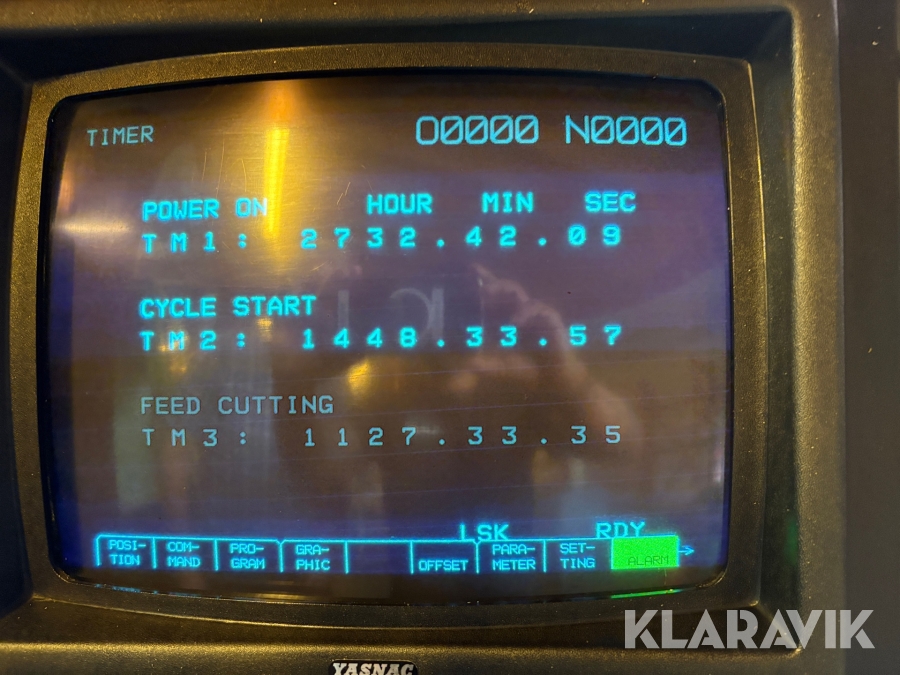 TIMER O0000 N0000
POWER ON HOUR MIN SEC
TM1: 2732.42.09
CYCLE START
TM2: 1448.33.57
FEED CUTTING
TM3: 1127.33.35
LSK RDY
POSI-TION COM-MAND PRO-GRAM GRA-PHIC OFFSET PARA-METER SET-TING ALARM →
KLARAVIK
YASNAC